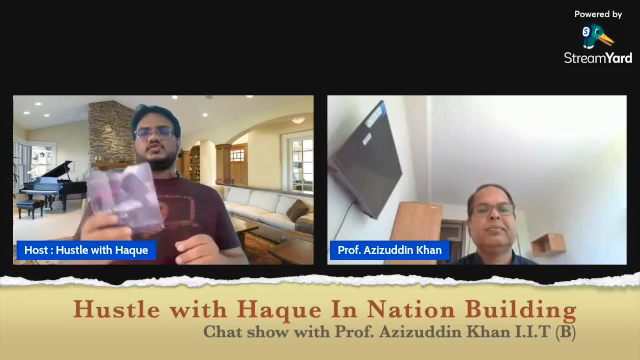 Powered by
StreamYard
Host : Hustle with Haque
Prof. Azizuddin Khan
Hustle with Haque In Nation Building
Chat show with Prof. Azizuddin Khan I.I.T (B)